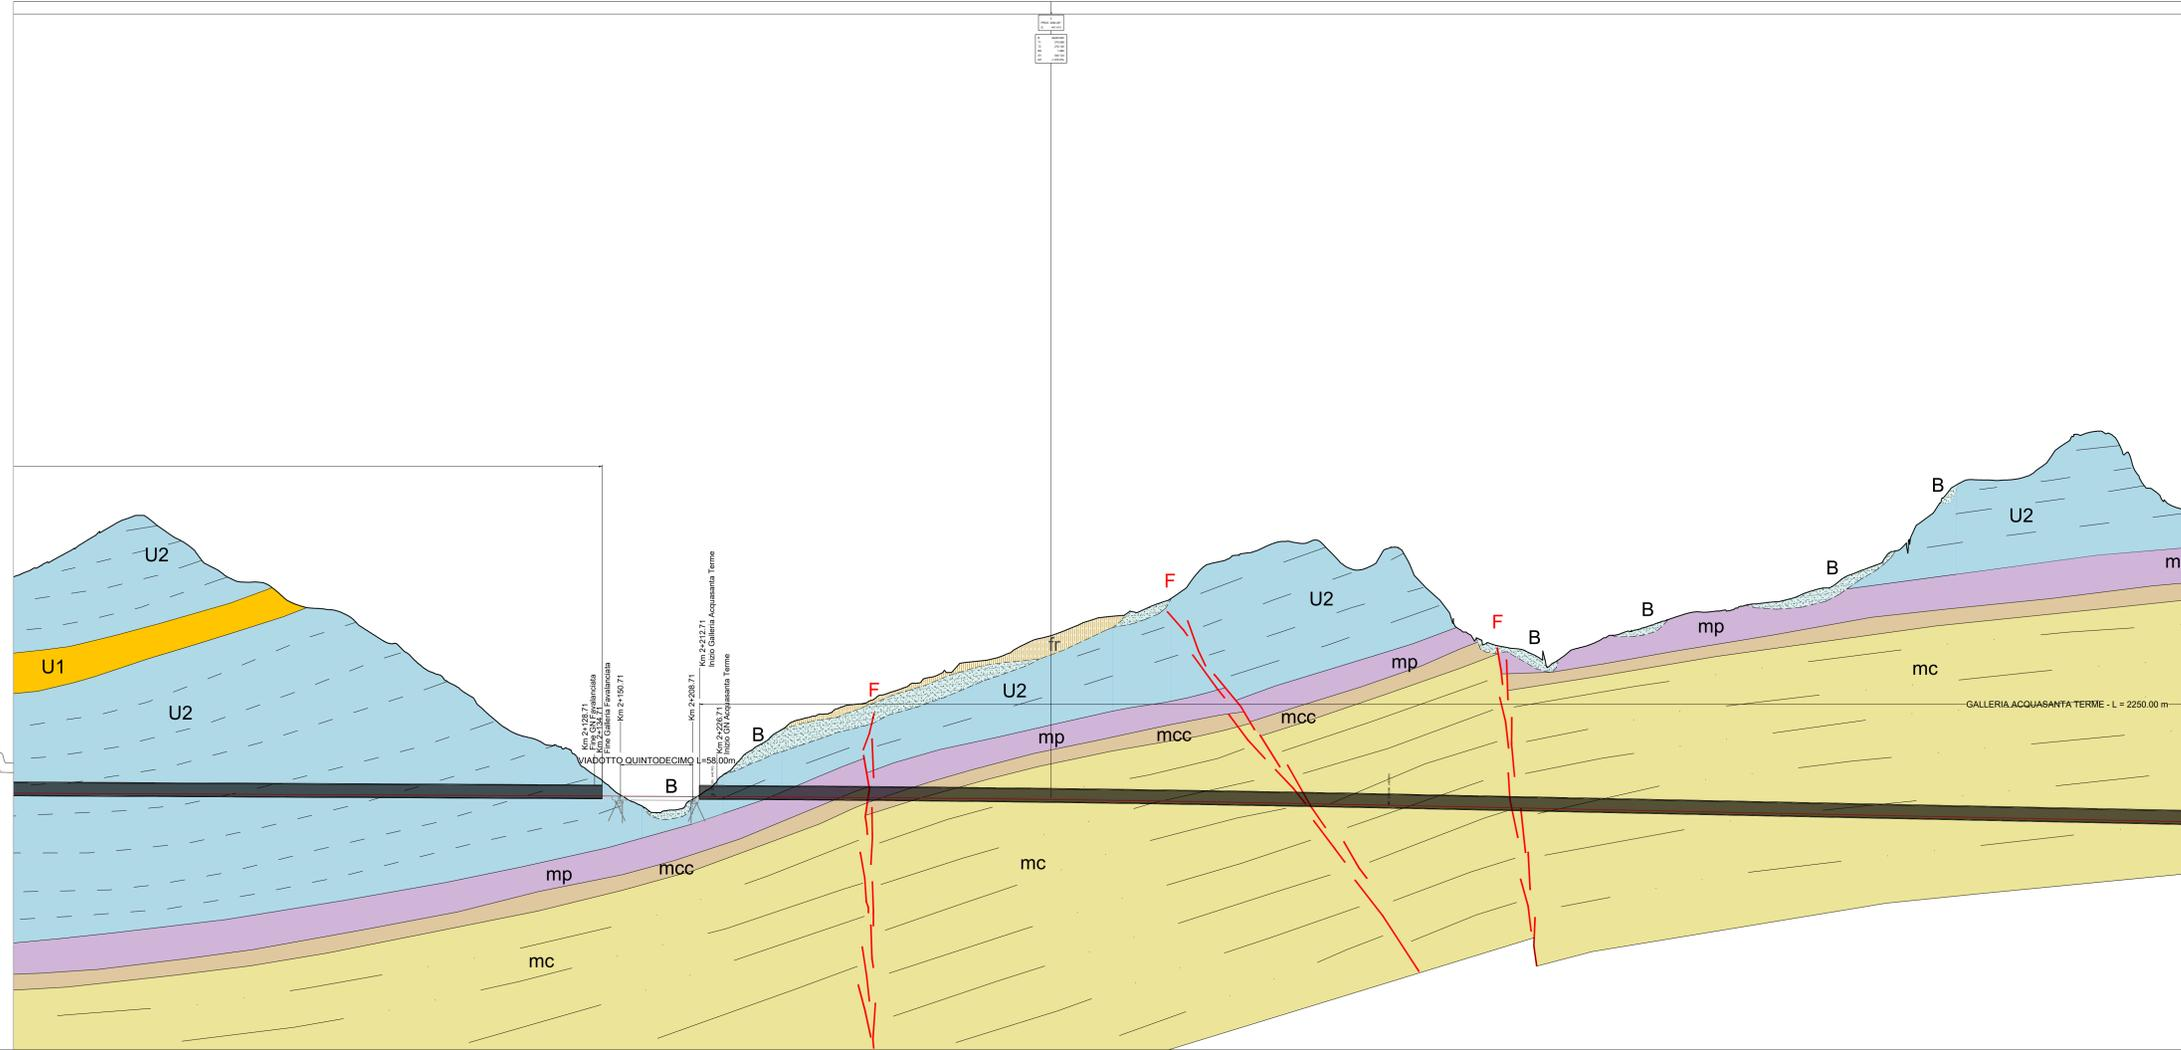 B
U2
U2
U1
F
B
F
U2
B
B
mp
m
mc
fr
mp
U2
F
mcc
U2
B
mp
mcc
GALLERIA ACQUASANTA TERME - L = 2250.00 m
Km 2+128.71
Fine GN Favalanciata
Km 2+134.71
Fine Galleria Favalanciata
Km 2+150.71
Km 2+208.71
Km 2+212.71
Inizio Galleria Acquasanta Terme
Km 2+226.71
Inizio GN Acquasanta Terme
VIADOTTO QUINTODECIMO L=58.00m
B
mp
mcc
mc
mc